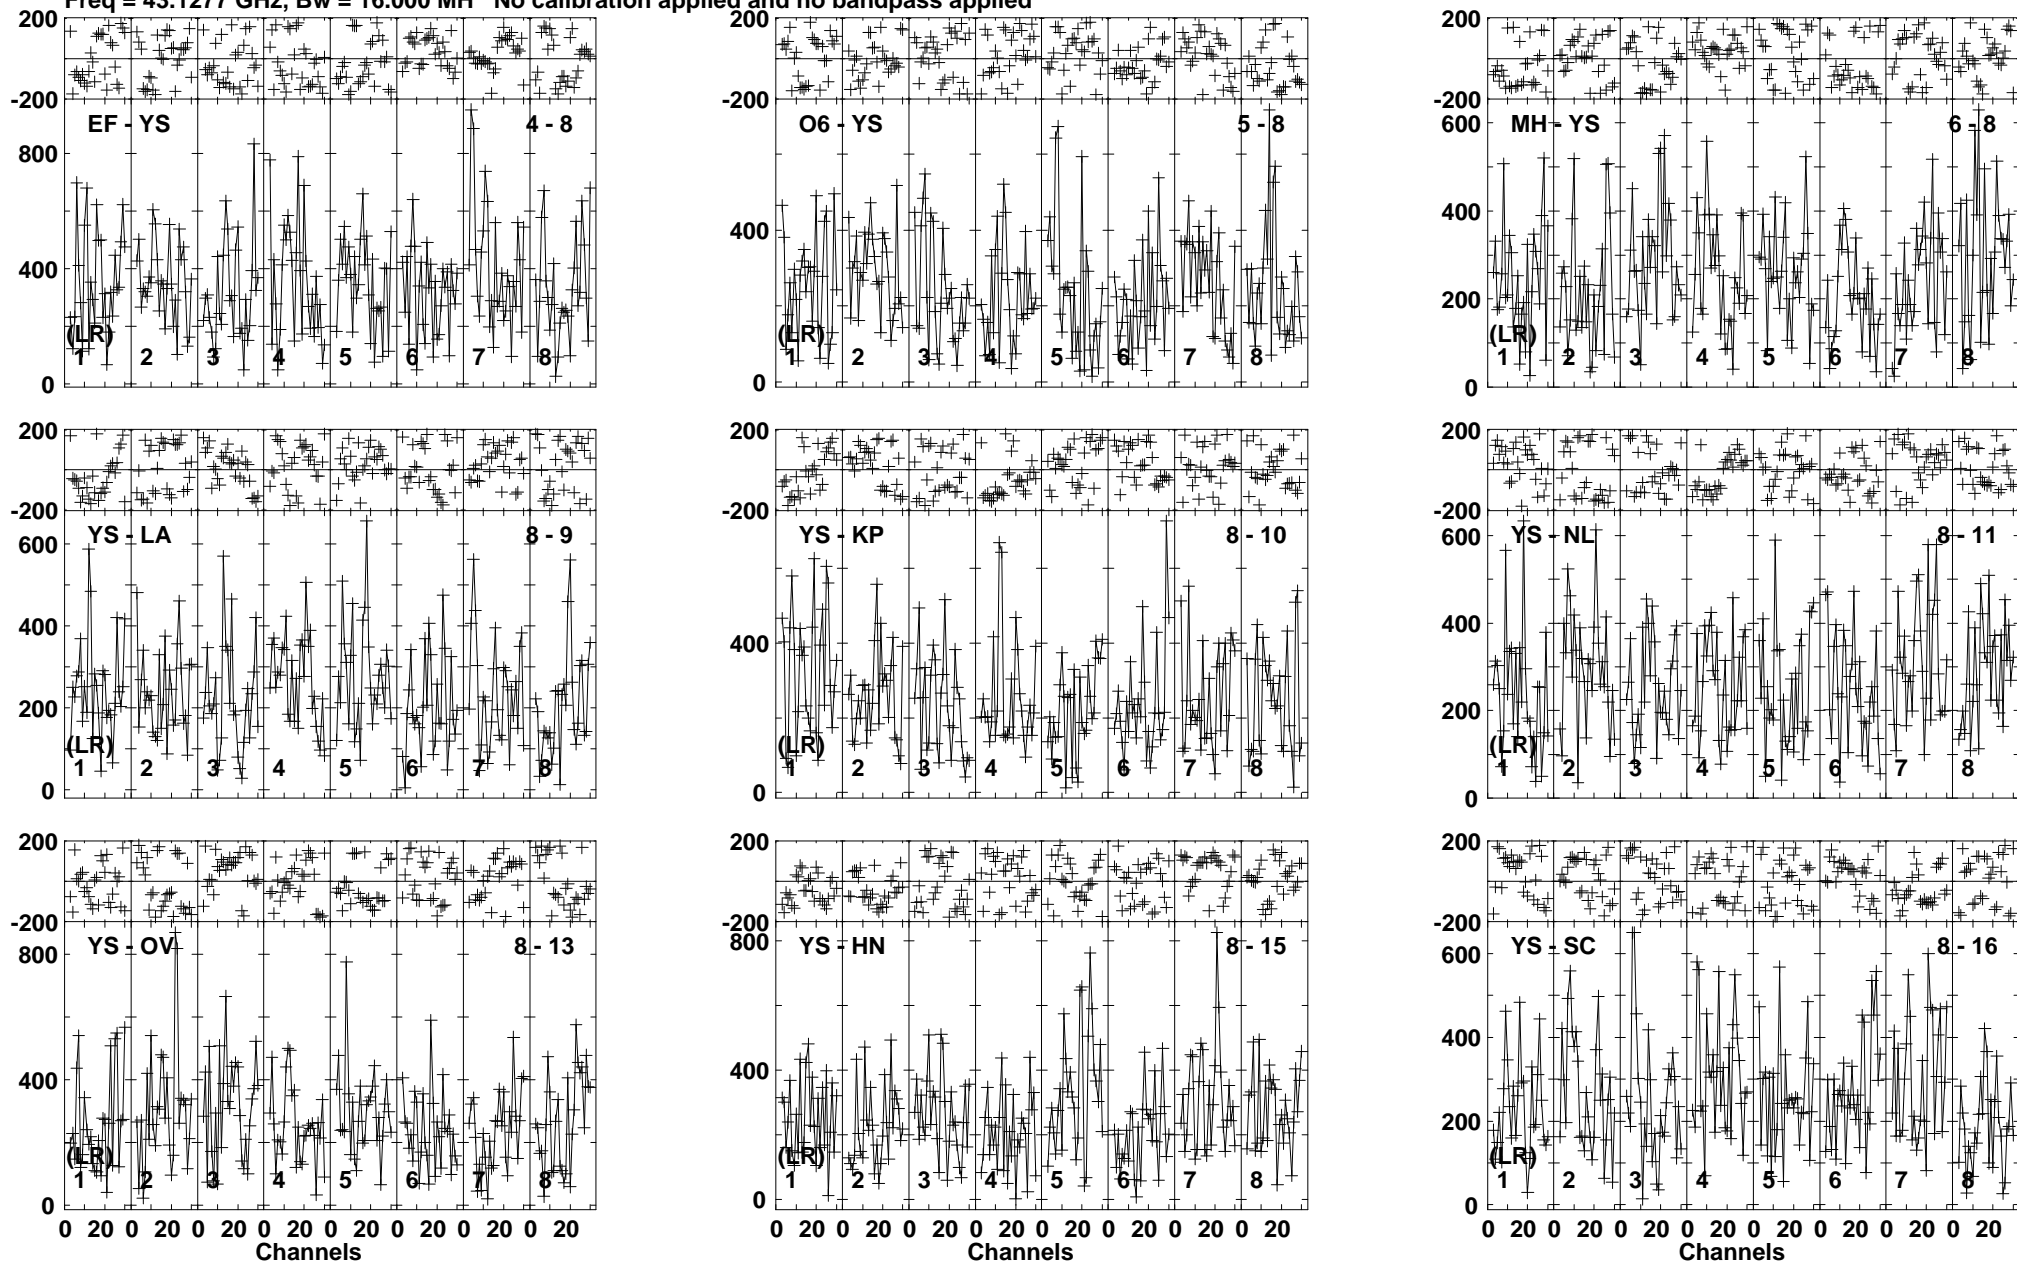 Freq = 43.1277 GHz, Bw = 16.000 MH No calibration applied and no bandpass applied
200 200 200
-200 -200 -200
EF - YS 4 - 8 O6 - YS 5 - 8 MH - YS 6 - 8
800 600
400 400 400
200
(LR) (LR) (LR)
1 2 3 4 5 6 7 8 1 2 3 4 5 6 7 8 1 2 3 4 5 6 7 8
0 0 0
200 200 200
-200 -200 -200
YS - LA 8 - 9 YS - KP 8 - 10 YS - NL 8 - 11
600 600
400 400 400
200 200
(LR) (LR) (LR)
1 2 3 4 5 6 7 8 1 2 3 4 5 6 7 8 1 2 3 4 5 6 7 8
0 0 0
200 200 200
-200 -200 -200
YS - OV 8 - 13 YS - HN 8 - 15 YS - SC 8 - 16
800 800 600
400 400 400
200
(LR) (LR) (LR)
1 2 3 4 5 6 7 8 1 2 3 4 5 6 7 8 1 2 3 4 5 6 7 8
0 0 0
0 20 0 20 0 20 0 20 0 20 0 20 0 20 0 20 0 20 0 20 0 20 0 20 0 20 0 20 0 20 0 20 0 20 0 20 0 20 0 20 0 20 0 20 0 20 0 20
Channels Channels Channels